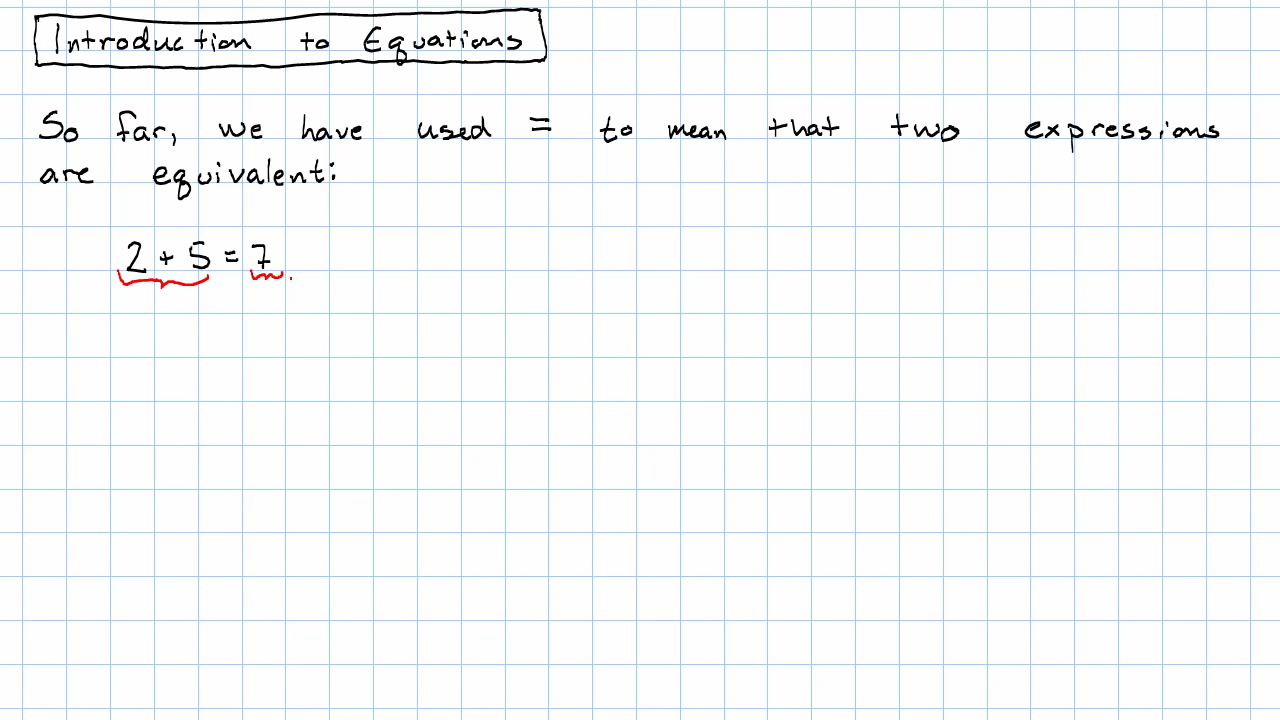 Introduction to Equations
So far, we have used = to mean that two expressions
are equivalent:
2 + 5 = 7